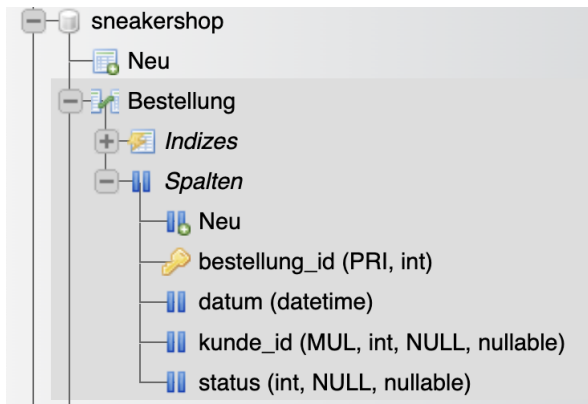 sneakershop
Neu
Bestellung
Indizes
Spalten
Neu
bestellung_id (PRI, int)
datum (datetime)
kunde_id (MUL, int, NULL, nullable)
status (int, NULL, nullable)